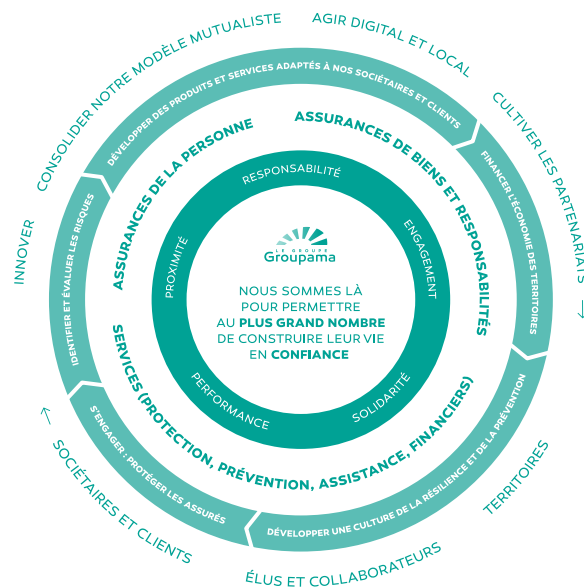 INNOVER
CONSOLIDER NOTRE MODÈLE MUTUALISTE
AGIR DIGITAL ET LOCAL
CULTIVER LES PARTENARIATS →
TERRITOIRES
ÉLUS ET COLLABORATEURS
← SOCIÉTAIRES ET CLIENTS
IDENTIFIER ET ÉVALUER LES RISQUES
DÉVELOPPER DES PRODUITS ET SERVICES ADAPTÉS À NOS SOCIÉTAIRES ET CLIENTS
FINANCER L'ÉCONOMIE DES TERRITOIRES
DÉVELOPPER UNE CULTURE DE LA RÉSILIENCE ET DE LA PRÉVENTION
S'ENGAGER : PROTÉGER LES ASSURÉS
ASSURANCES DE LA PERSONNE
ASSURANCES DE BIENS ET RESPONSABILITÉS
SERVICES (PROTECTION, PRÉVENTION, ASSISTANCE, FINANCIERS)
PROXIMITÉ
RESPONSABILITÉ
ENGAGEMENT
SOLIDARITÉ
PERFORMANCE
LE GROUPE
Groupama
NOUS SOMMES LÀ
POUR PERMETTRE
AU PLUS GRAND NOMBRE
DE CONSTRUIRE LEUR VIE
EN CONFIANCE